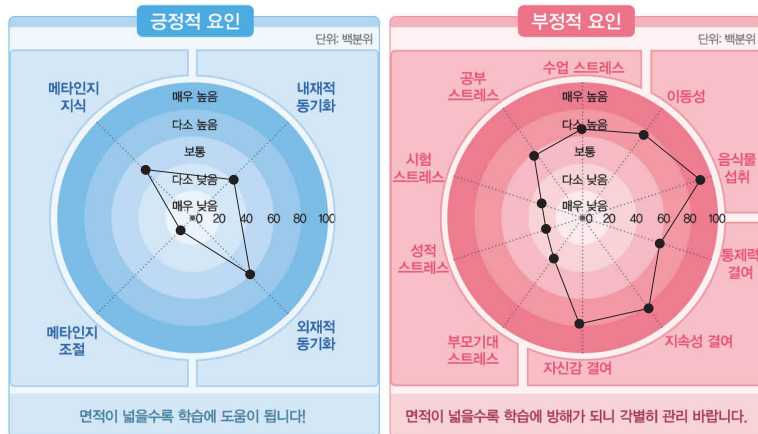 긍정적 요인
단위: 백분위
메타인지
지식
내재적
동기화
매우 높음
다소 높음
보통
다소 낮음
매우 낮음
0 20 40 60 80 100
메타인지
조절
외재적
동기화
면적이 넓을수록 학습에 도움이 됩니다!
부정적 요인
단위: 백분위
수업 스트레스
공부
스트레스
이동성
매우 높음
다소 높음
보통
다소 낮음
매우 낮음
시험
스트레스
음식물
섭취
0 20 40 60 80 100
성적
스트레스
통제력
결여
부모기대
스트레스
지속성 결여
자신감 결여
면적이 넓을수록 학습에 방해가 되니 각별히 관리 바랍니다.